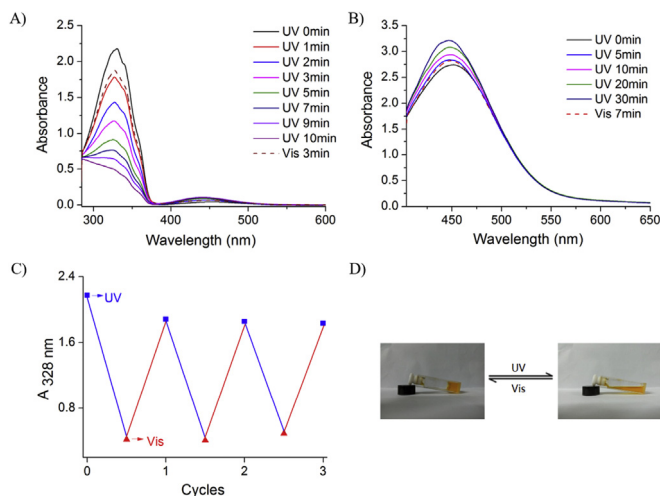 A)
UV 0min
UV 1min
UV 2min
UV 3min
UV 5min
UV 7min
UV 9min
UV 10min
Vis 3min
Absorbance
2.5
2.0
1.5
1.0
0.5
0.0
300 400 500 600
Wavelength (nm)
B)
UV 0min
UV 5min
UV 10min
UV 20min
UV 30min
Vis 7min
Absorbance
3.5
3.0
2.5
2.0
1.5
1.0
0.5
0.0
450 500 550 600 650
Wavelength (nm)
C)
A 328 nm
2.4
1.6
0.8
UV
Vis
0 1 2 3
Cycles
D)
UV
Vis